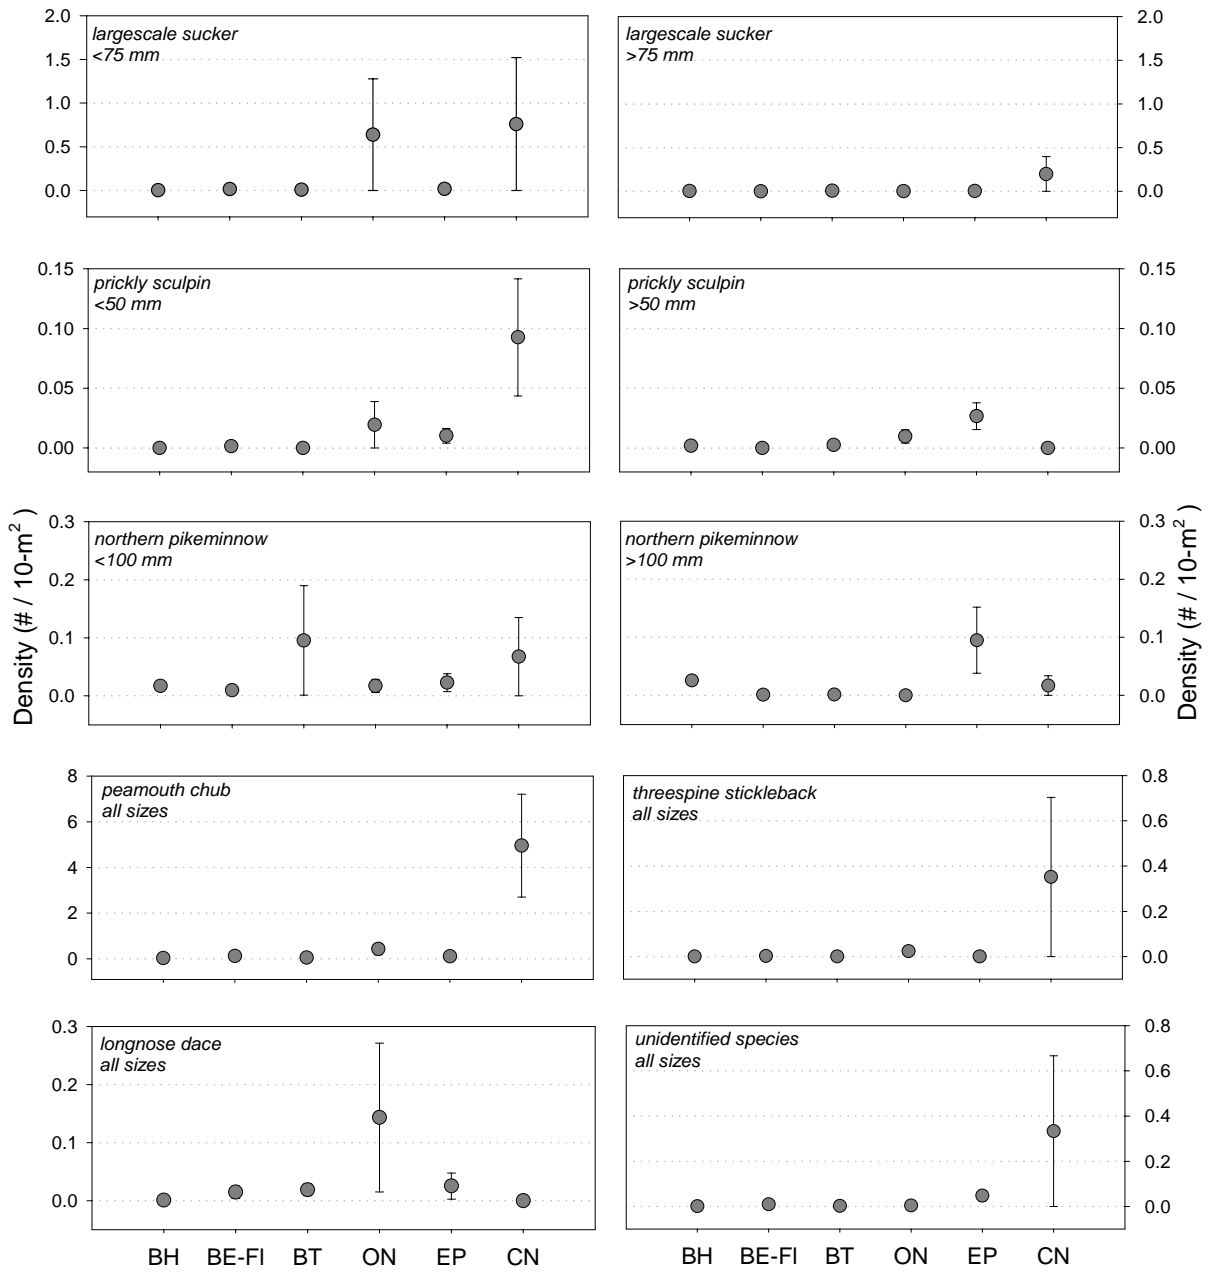 largescale sucker
<75 mm
2.0
1.5
1.0
0.5
0.0
largescale sucker
>75 mm
2.0
1.5
1.0
0.5
0.0
prickly sculpin
<50 mm
0.15
0.10
0.05
0.00
prickly sculpin
>50 mm
0.15
0.10
0.05
0.00
Density (# / 10-m²)
northern pikeminnow
<100 mm
0.3
0.2
0.1
0.0
northern pikeminnow
>100 mm
0.3
0.2
0.1
0.0
Density (# / 10-m²)
peamouth chub
all sizes
8
6
4
2
0
threespine stickleback
all sizes
0.8
0.6
0.4
0.2
0.0
longnose dace
all sizes
0.3
0.2
0.1
0.0
unidentified species
all sizes
0.8
0.6
0.4
0.2
0.0
BH BE-FI BT ON EP CN
BH BE-FI BT ON EP CN